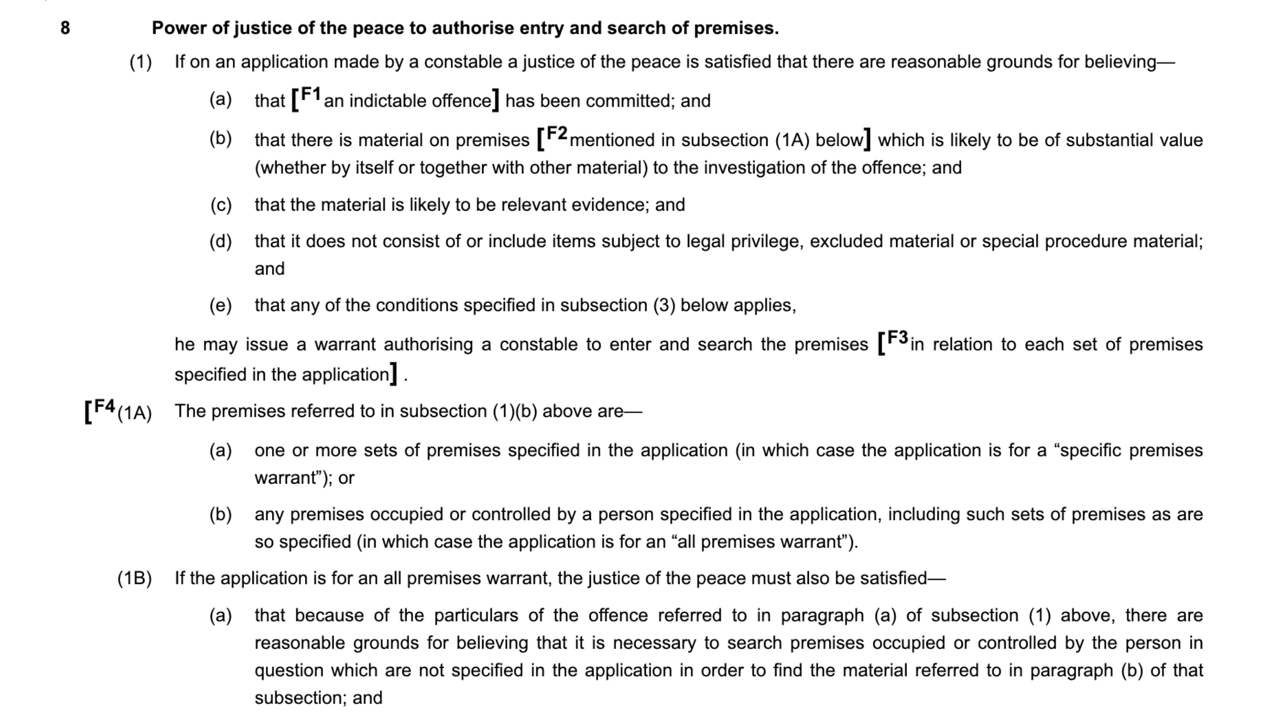 8 Power of justice of the peace to authorise entry and search of premises.
(1) If on an application made by a constable a justice of the peace is satisfied that there are reasonable grounds for believing—
(a) that [F1 an indictable offence] has been committed; and
(b) that there is material on premises [F2 mentioned in subsection (1A) below] which is likely to be of substantial value
(whether by itself or together with other material) to the investigation of the offence; and
(c) that the material is likely to be relevant evidence; and
(d) that it does not consist of or include items subject to legal privilege, excluded material or special procedure material;
and
(e) that any of the conditions specified in subsection (3) below applies,
he may issue a warrant authorising a constable to enter and search the premises [F3 in relation to each set of premises
specified in the application] .
[F4 (1A) The premises referred to in subsection (1)(b) above are—
(a) one or more sets of premises specified in the application (in which case the application is for a “specific premises
warrant”); or
(b) any premises occupied or controlled by a person specified in the application, including such sets of premises as are
so specified (in which case the application is for an “all premises warrant”).
(1B) If the application is for an all premises warrant, the justice of the peace must also be satisfied—
(a) that because of the particulars of the offence referred to in paragraph (a) of subsection (1) above, there are
reasonable grounds for believing that it is necessary to search premises occupied or controlled by the person in
question which are not specified in the application in order to find the material referred to in paragraph (b) of that
subsection; and